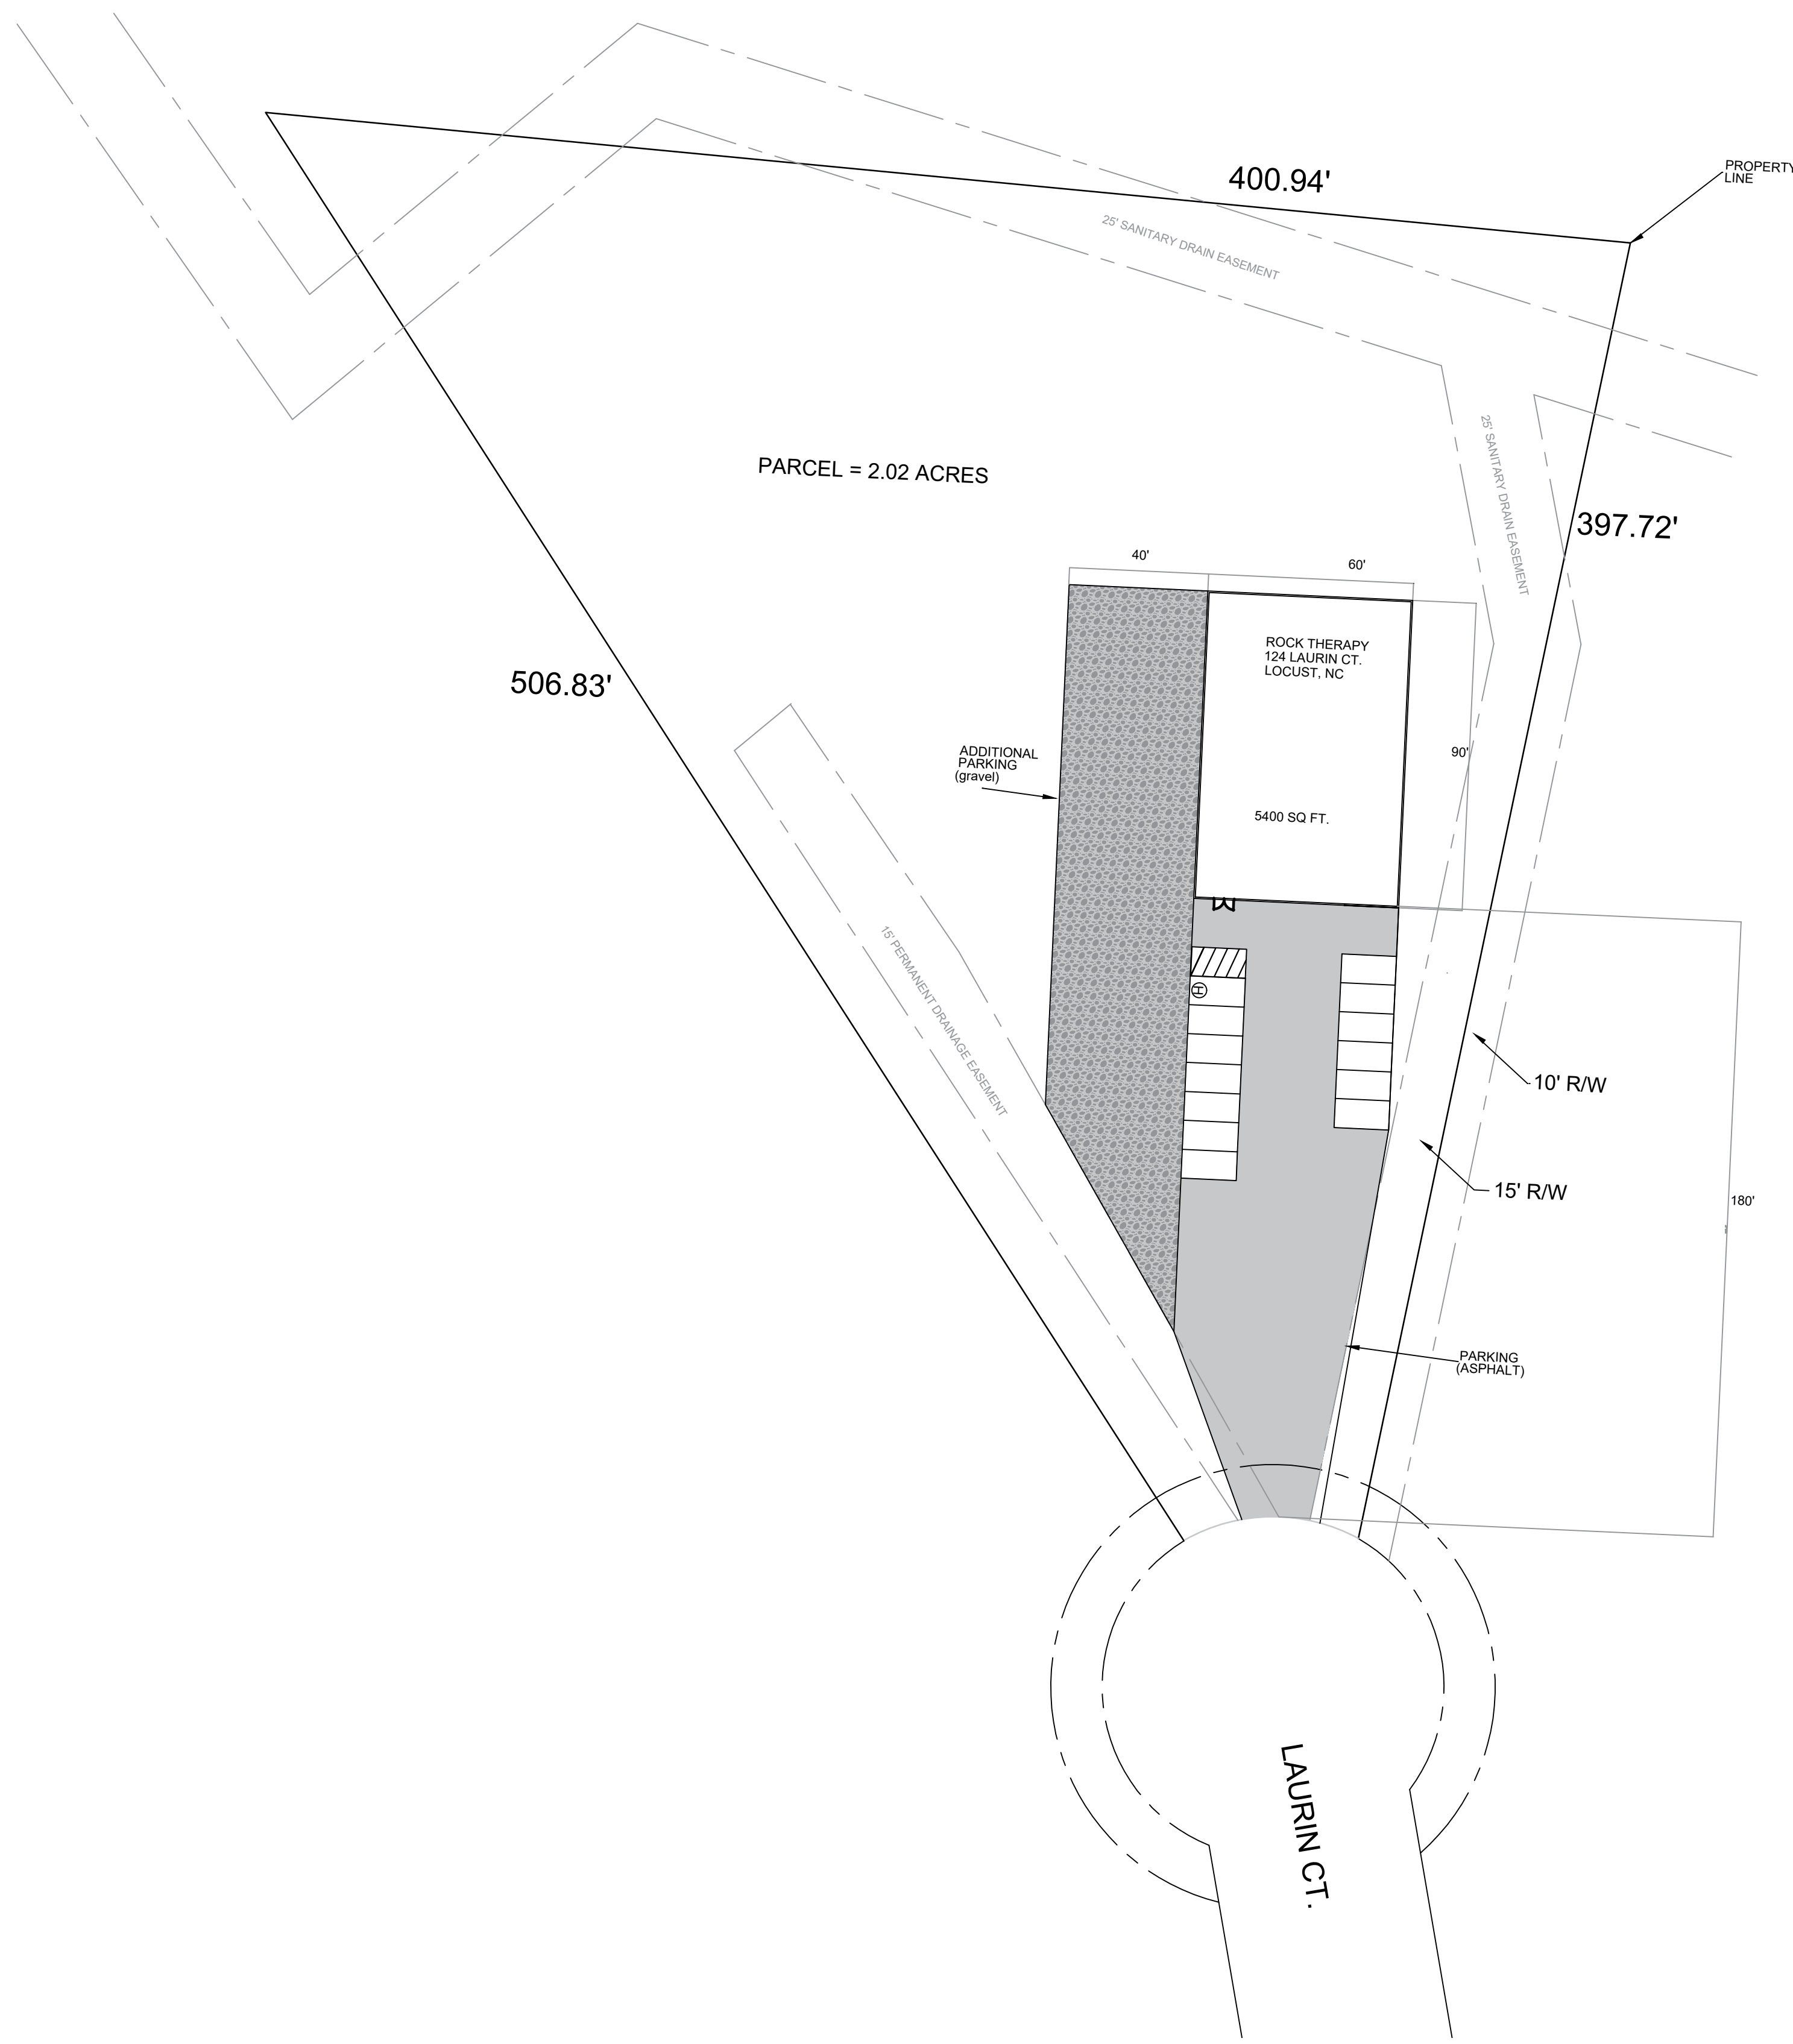 400.94'
PROPERTY
LINE
25' SANITARY DRAIN EASEMENT
25' SANITARY DRAIN EASEMENT
PARCEL = 2.02 ACRES
397.72'
40'
60'
ROCK THERAPY
124 LAURIN CT.
LOCUST, NC
506.83'
ADDITIONAL
PARKING
(gravel)
90'
5400 SQ FT.
15' PERMANENT DRAINAGE EASEMENT
H
10' R/W
15' R/W
180'
PARKING
(ASPHALT)
LAURIN CT.